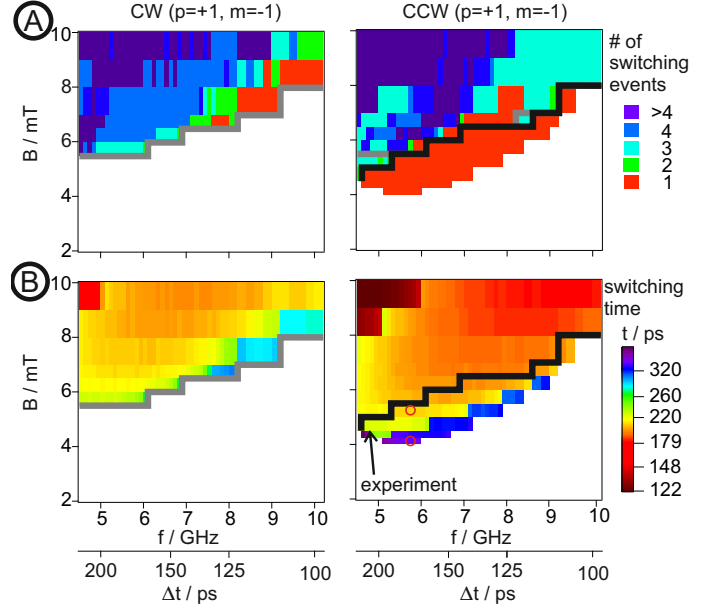 A
CW (p=+1, m=-1)
CCW (p=+1, m=-1)
# of
switching
events
>4
4
3
2
1
B / mT
10
8
6
4
2
B
switching
time
t / ps
320
260
220
179
148
122
B / mT
10
8
6
4
2
experiment
5 6 7 8 9 10
5 6 7 8 9 10
f / GHz
f / GHz
200 150 125 100
200 150 125 100
Δt / ps
Δt / ps